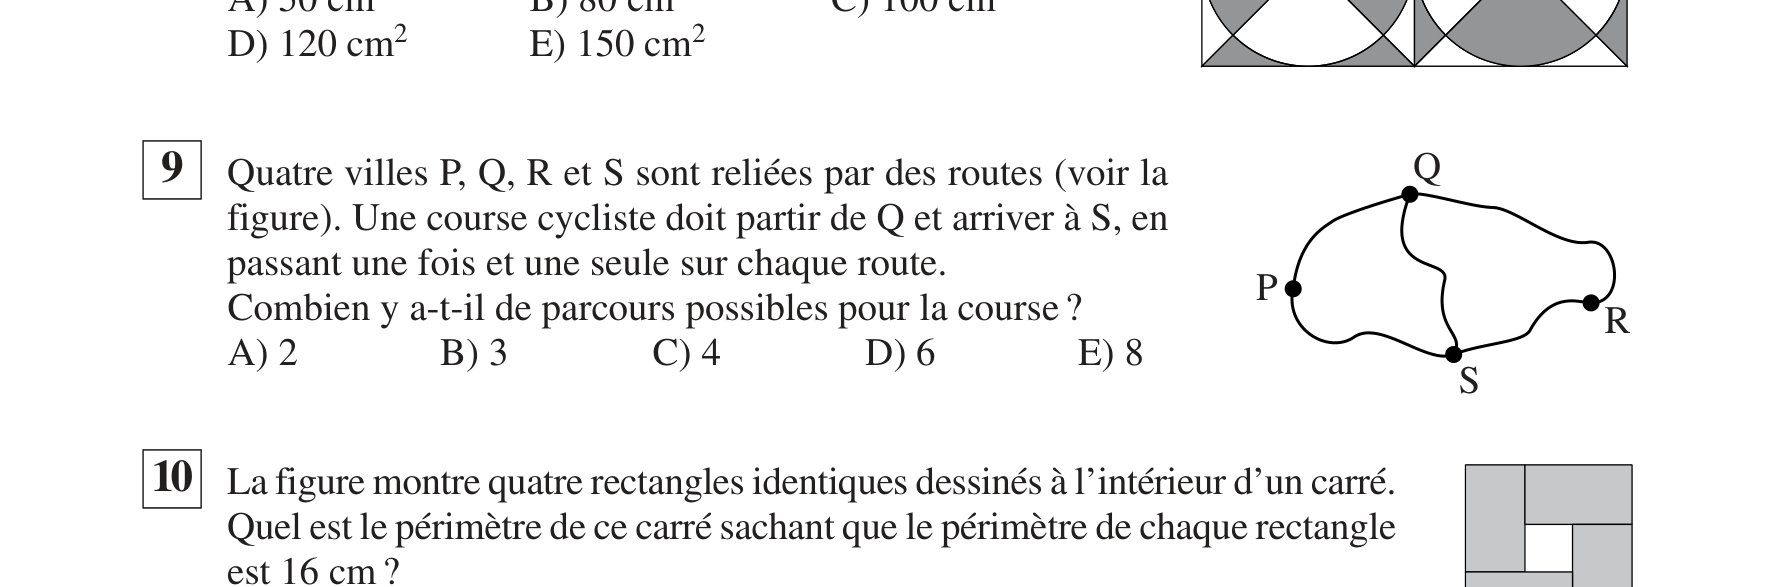 A) 50 cm B) 80 cm C) 100 cm
D) 120 cm² E) 150 cm²
9 Quatre villes P, Q, R et S sont reliées par des routes (voir la
figure). Une course cycliste doit partir de Q et arriver à S, en
passant une fois et une seule sur chaque route.
Combien y a-t-il de parcours possibles pour la course ?
A) 2 B) 3 C) 4 D) 6 E) 8
Q
P
R
S
10 La figure montre quatre rectangles identiques dessinés à l’intérieur d’un carré.
Quel est le périmètre de ce carré sachant que le périmètre de chaque rectangle
est 16 cm ?